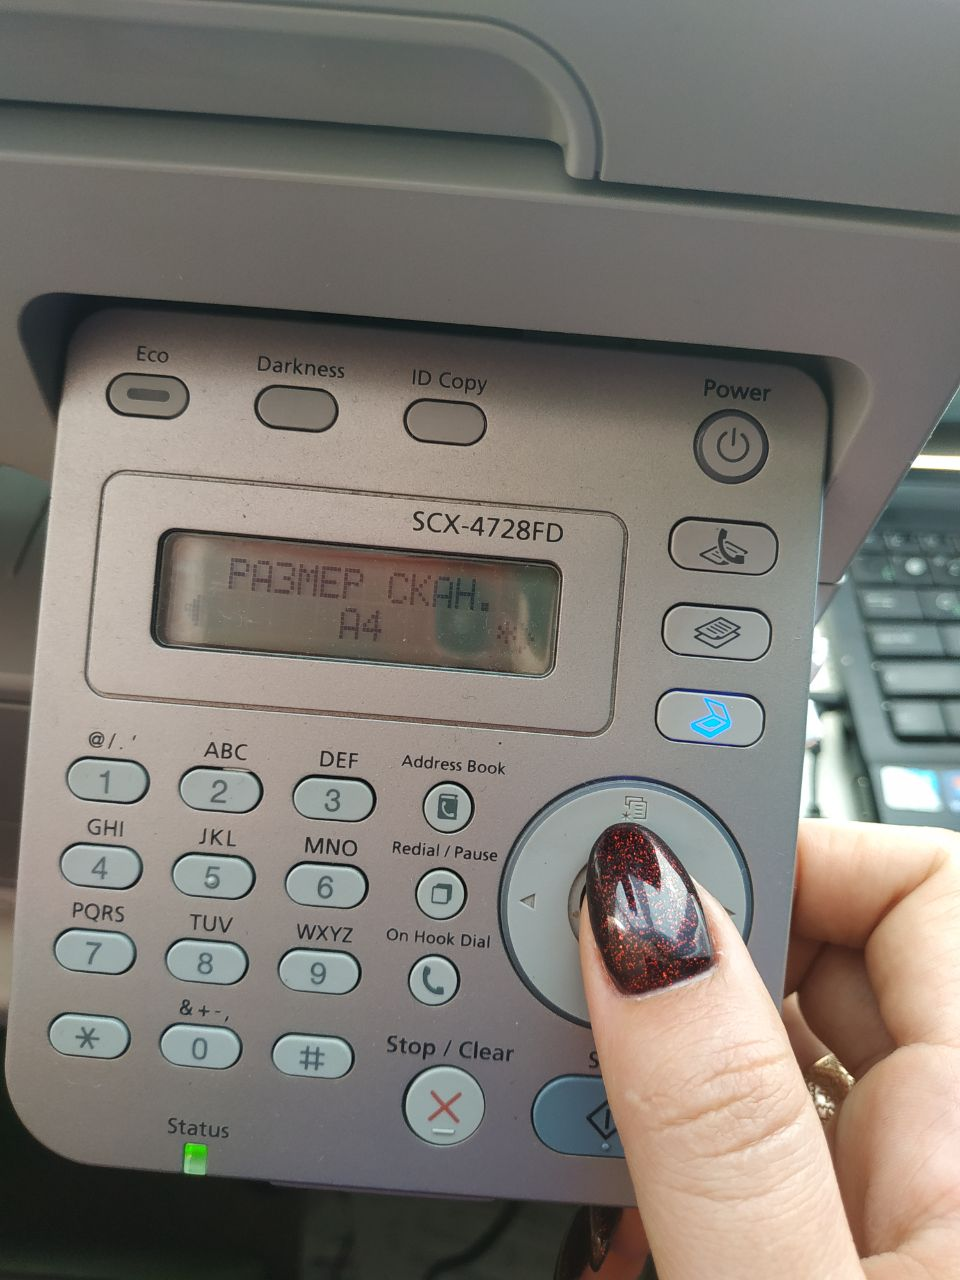 Eco
Darkness
ID Copy
Power
SCX-4728FD
РАЗМЕР СКАН.
А4 *
@/.'
ABC
DEF
Address Book
1
2
3
GHI
JKL
MNO
Redial / Pause
4
5
6
PQRS
TUV
WXYZ
On Hook Dial
7
8
9
&+-,
*
0
#
Stop / Clear
Status